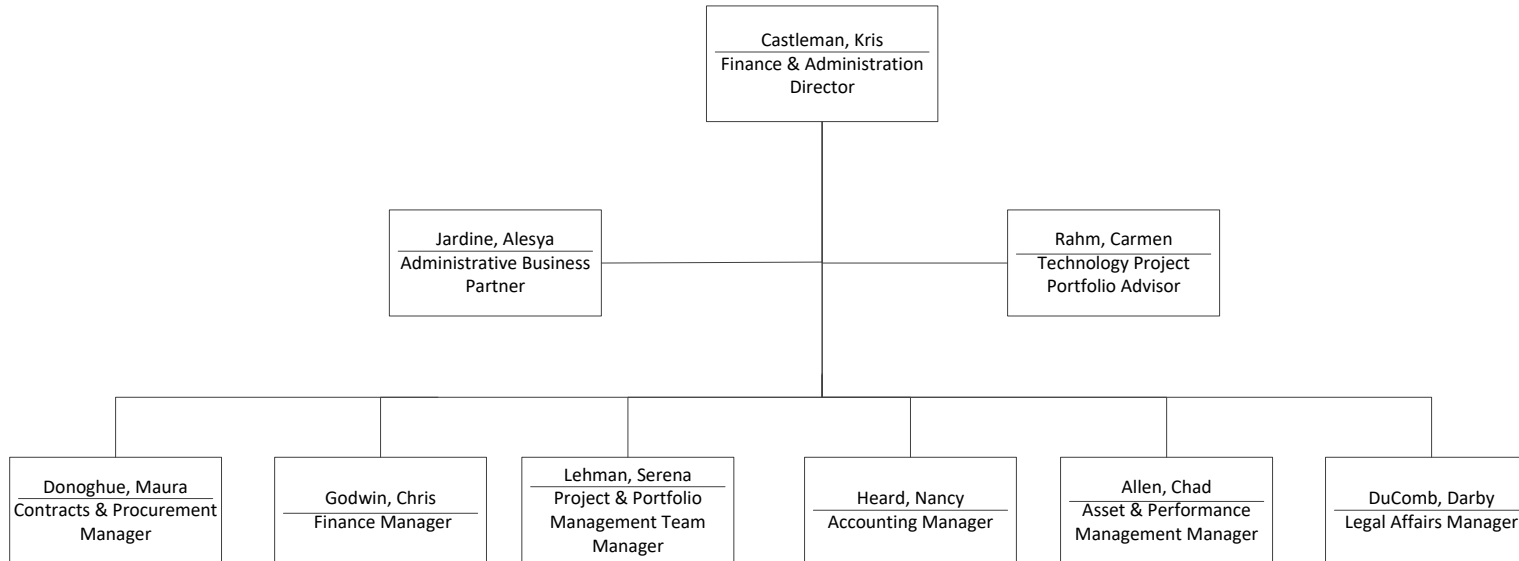 Castleman, Kris
Finance & Administration
Director
Jardine, Alesya
Administrative Business
Partner
Rahm, Carmen
Technology Project
Portfolio Advisor
Donoghue, Maura
Contracts & Procurement
Manager
Godwin, Chris
Finance Manager
Lehman, Serena
Project & Portfolio
Management Team
Manager
Heard, Nancy
Accounting Manager
Allen, Chad
Asset & Performance
Management Manager
DuComb, Darby
Legal Affairs Manager